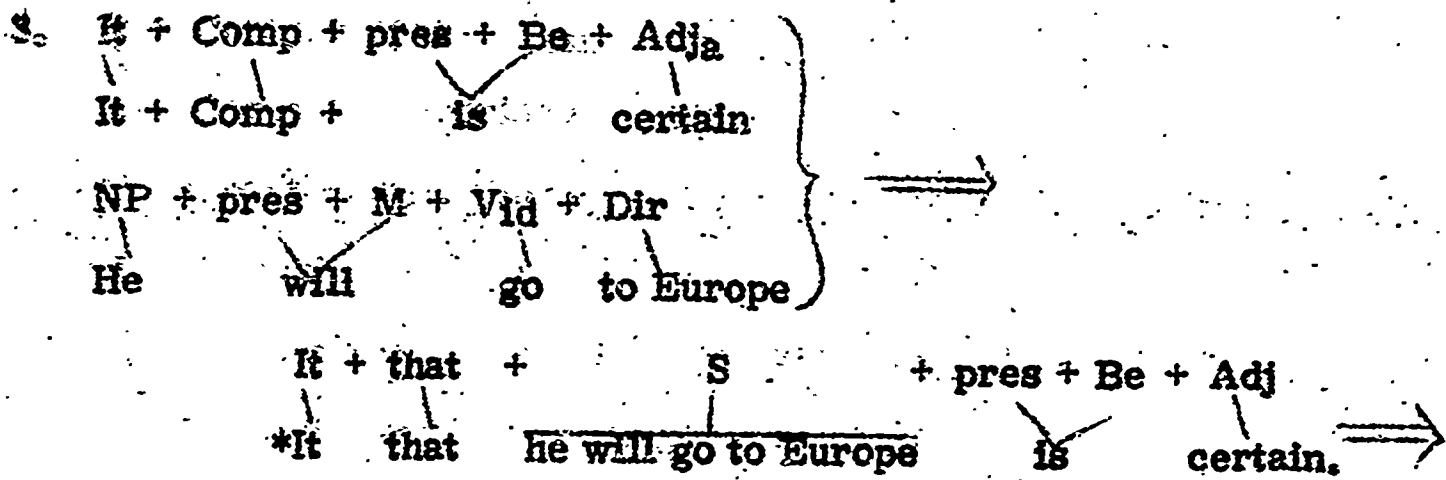 It + Comp + pres + Be + Adja
It + Comp + is certain
NP + pres + M + Vid + Dir
He will go to Europe
It + that + S + pres + Be + Adj
*It that he will go to Europe is certain.